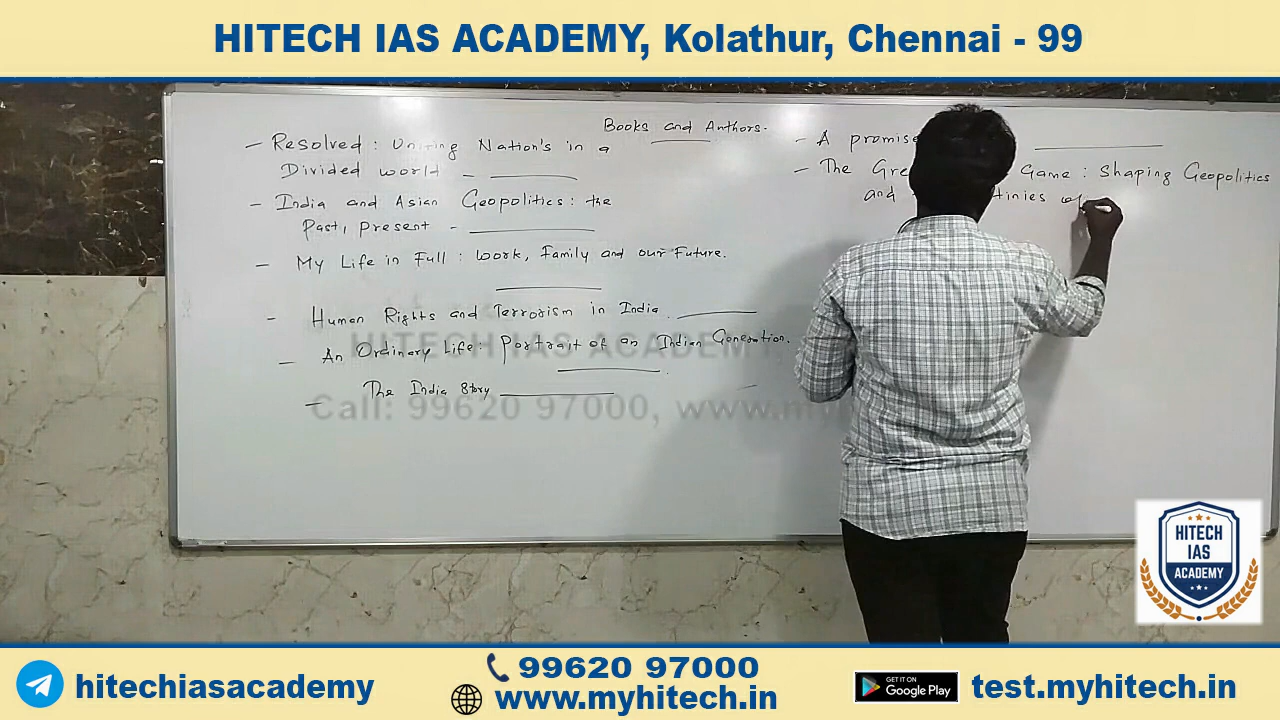 HITECH IAS ACADEMY, Kolathur, Chennai - 99
Books and Authors.
- Resolved : Uniting Nation's in a
Divided world -
- India and Asian Geopolitics : the
Past, present -
- My Life in Full : Work, Family and our Future.
- Human Rights and Terrorism in India.
- An Ordinary Life : Portrait of an Indian Generation.
- The India Story
- A promise
- The Game : Shaping Geopolitics
and of
HITECH IAS ACADEMY
Call: 99620 97000,
HITECH
IAS
ACADEMY
hitechiasacademy
99620 97000
www.myhitech.in
GET IT ON
Google Play
test.myhitech.in